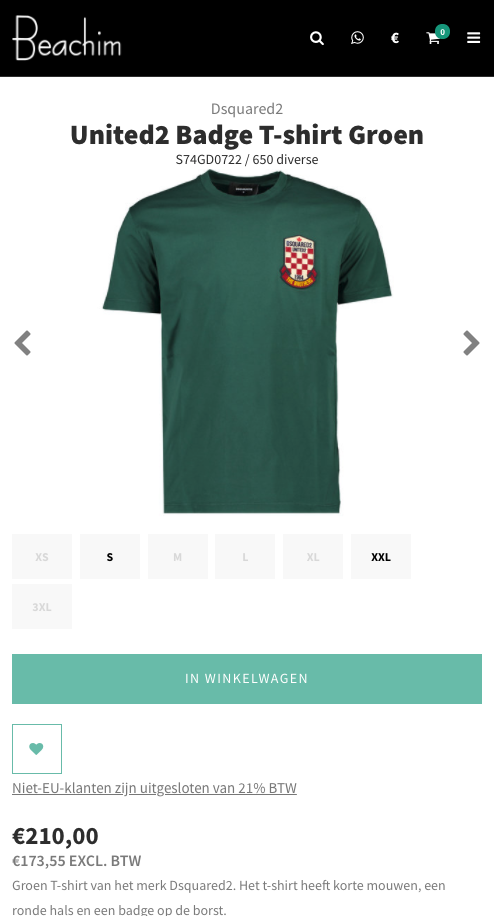 Beachim
€
0
Dsquared2
United2 Badge T-shirt Groen
S74GD0722 / 650 diverse
DSQUARED2
XS
S
M
L
XL
XXL
3XL
IN WINKELWAGEN
Niet-EU-klanten zijn uitgesloten van 21% BTW
€210,00
€173,55 EXCL. BTW
Groen T-shirt van het merk Dsquared2. Het t-shirt heeft korte mouwen, een
ronde hals en een badge op de borst.